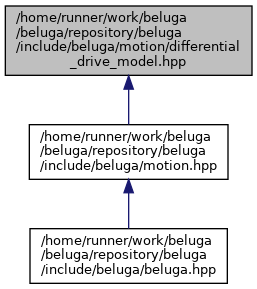 /home/runner/work/beluga
/beluga/repository/beluga
/include/beluga/motion/differential
_drive_model.hpp
/home/runner/work/beluga
/beluga/repository/beluga
/include/beluga/motion.hpp
/home/runner/work/beluga
/beluga/repository/beluga
/include/beluga/beluga.hpp